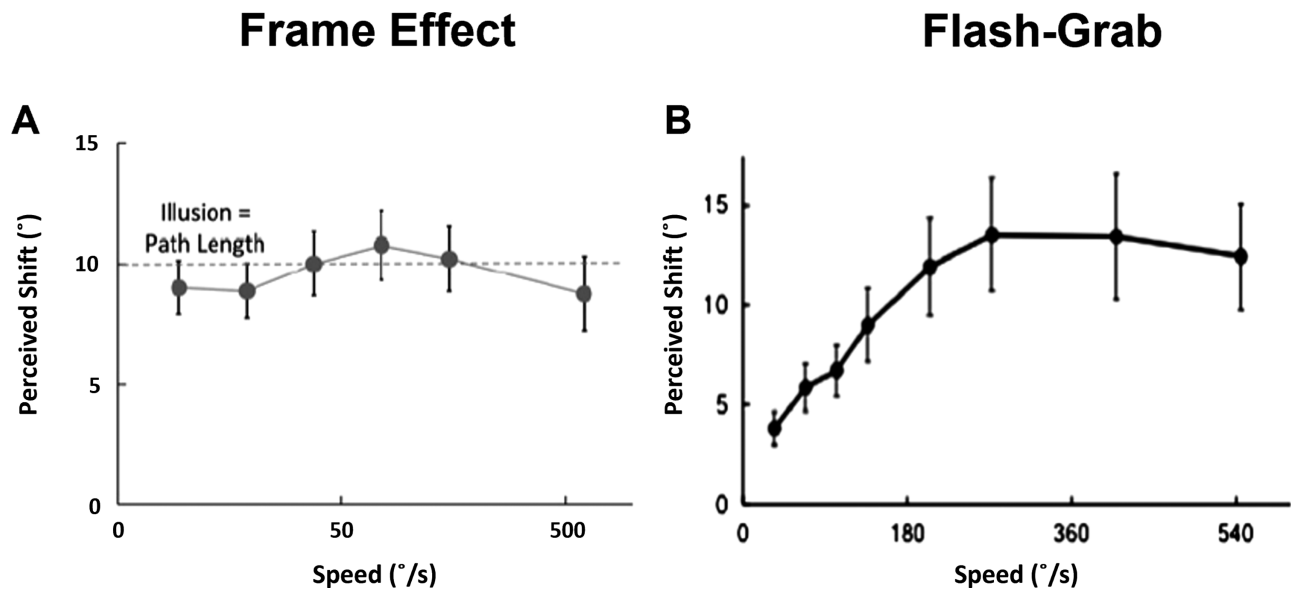 Frame Effect
Flash-Grab
A
B
Perceived Shift (˚)
15
10
5
0
Illusion =
Path Length
0
50
500
Speed (˚/s)
Perceived Shift (˚)
15
10
5
0
0
180
360
540
Speed (˚/s)